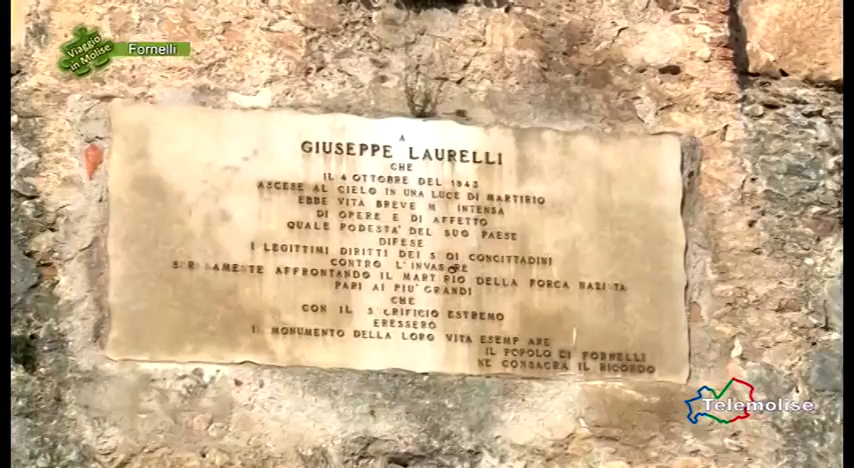 Viaggio
in Molise
Fornelli
A
GIUSEPPE LAURELLI
CHE
IL 4 OTTOBRE DEL 1943
ASCESE AL CIELO IN UNA LUCE DI MARTIRIO
EBBE VITA BREVE M INTENSA
DI OPERE E DI AFFETTO
QUALE PODESTA' DEL SUO PAESE
DIFESE
I LEGITTIMI DIRITTI DEI S OI CONCITTADINI
CONTRO L'INVASORE
AFFRONTANDO IL MARTIRIO DELLA FORCA NAZISTA
PARI AI PIU' GRANDI
CHE
CON IL SACRIFICIO ESTREMO
ERESSERO
IL MONUMENTO DELLA LORO VITA ESEMPLARE
IL POPOLO DI FORNELLI
NE CONSACRA IL RICORDO
Telemolise